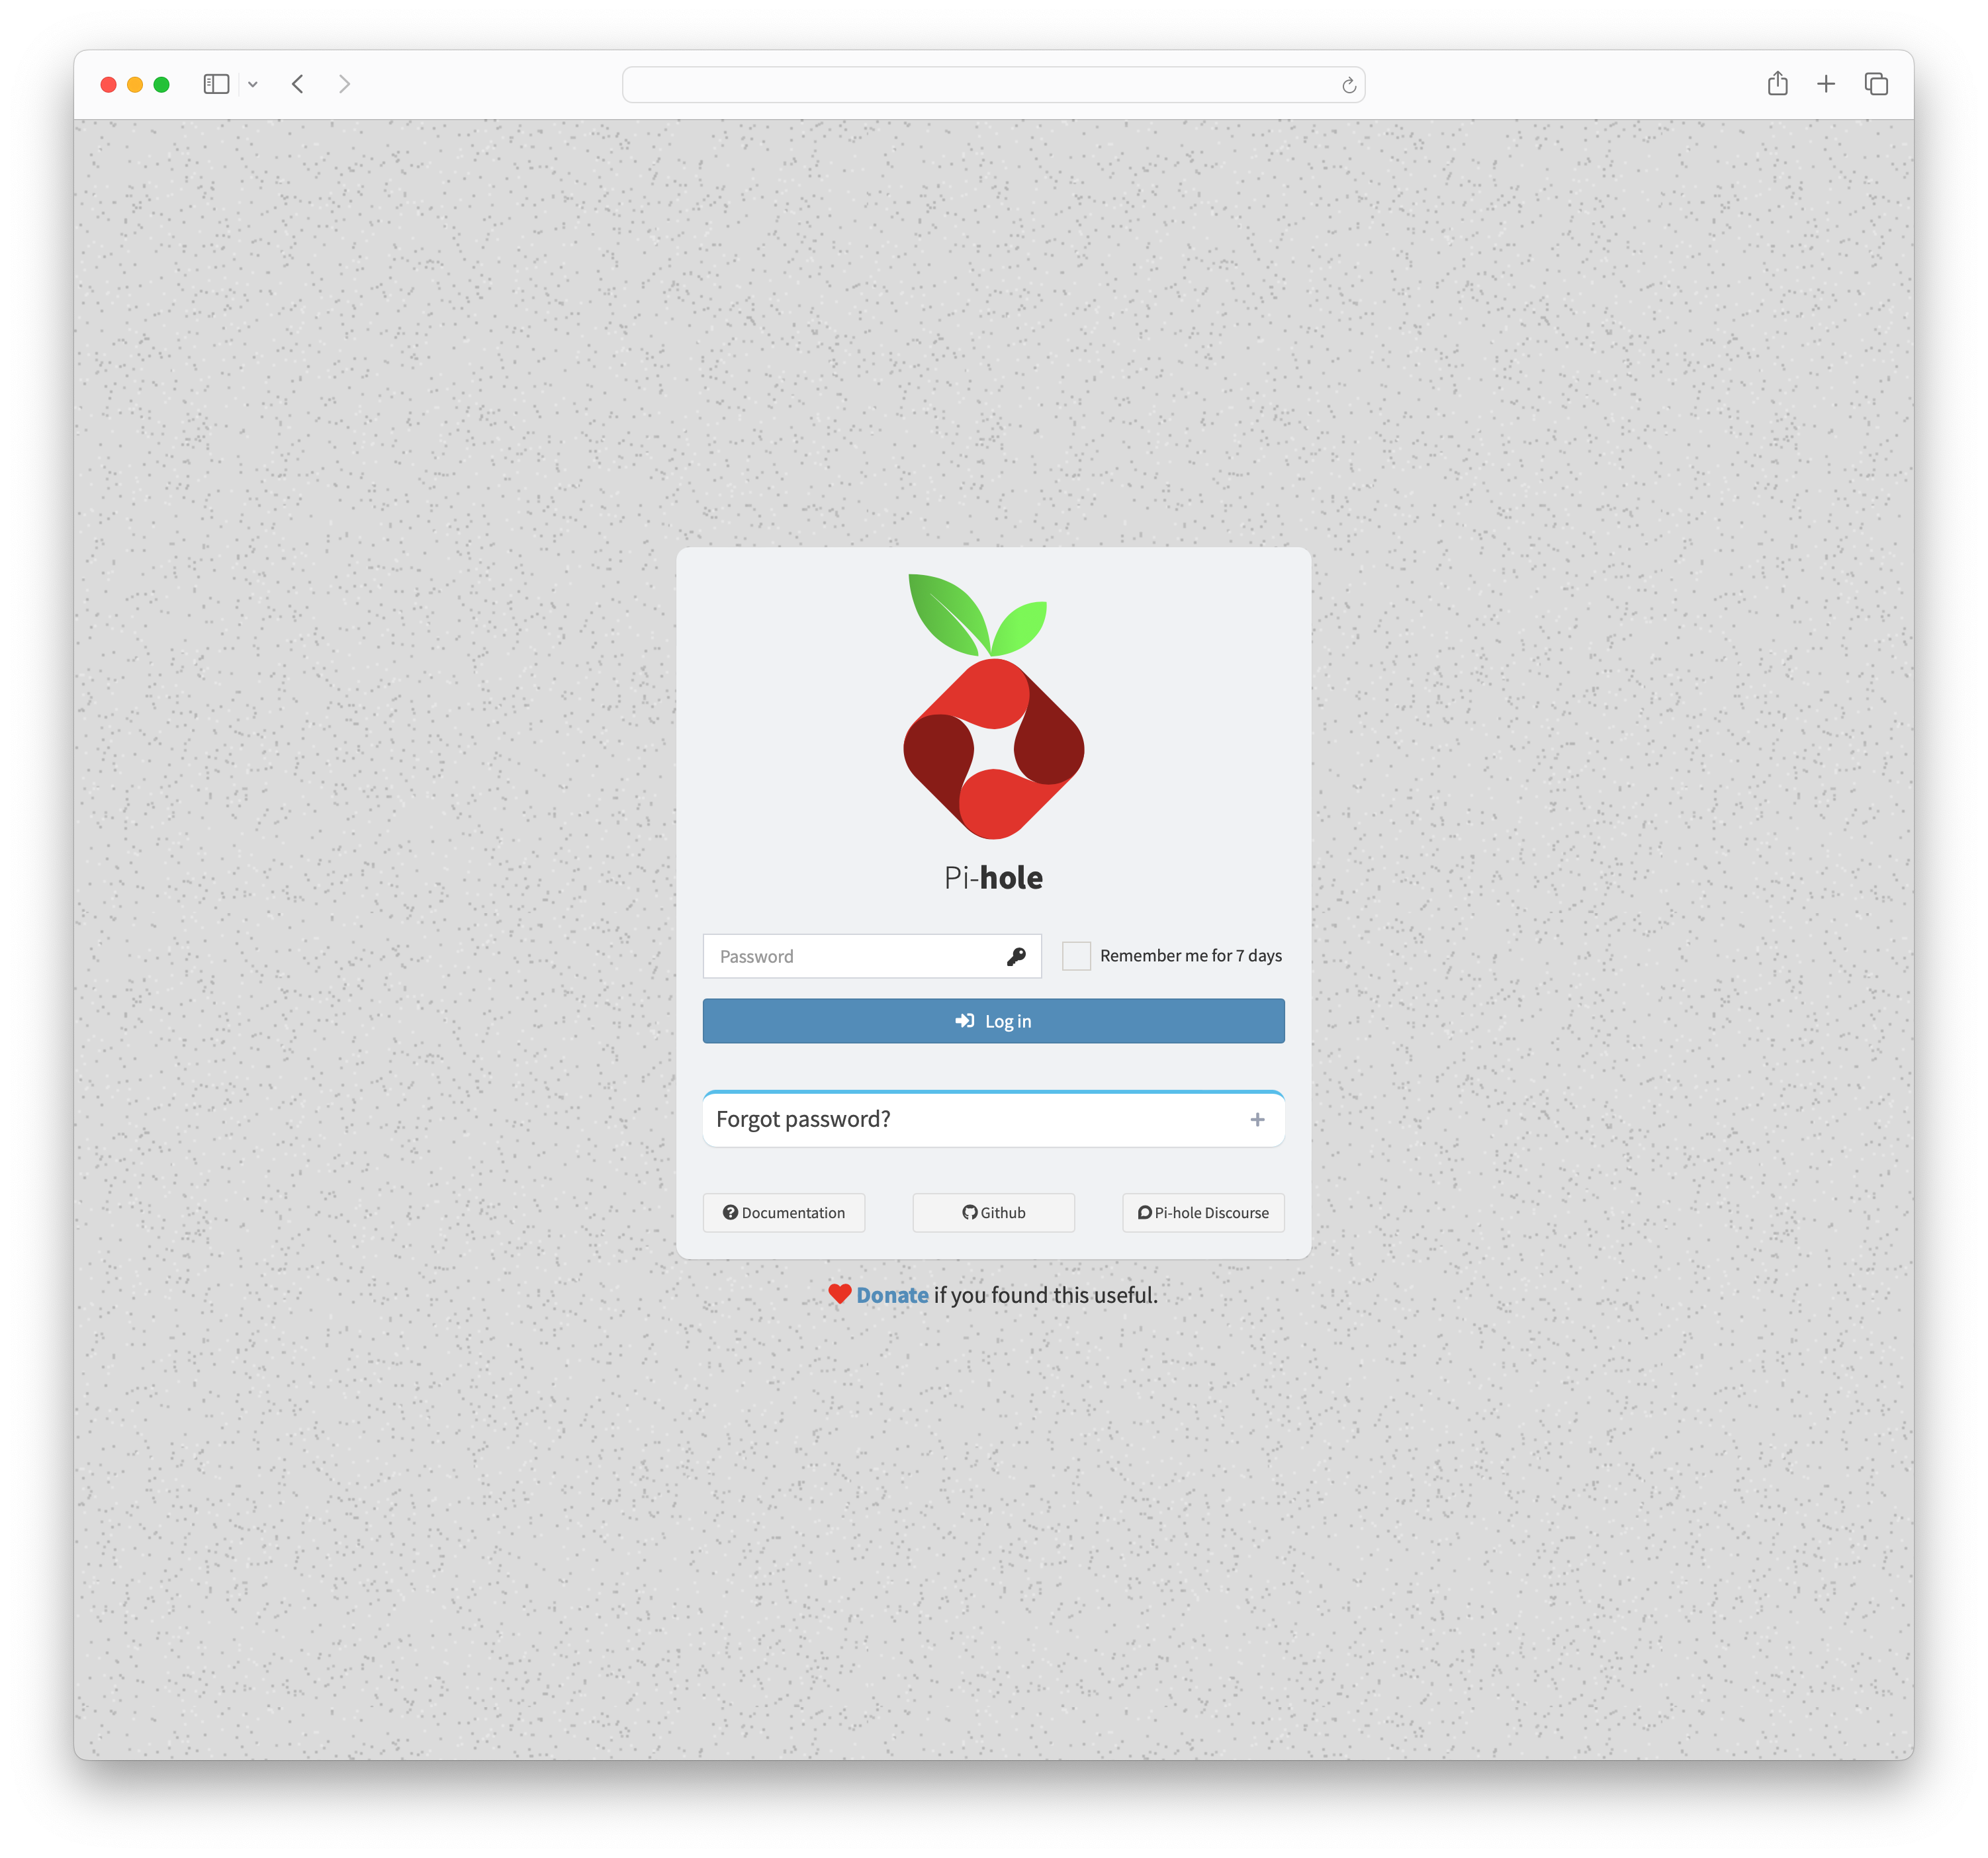 Pi-hole
Password
Remember me for 7 days
Log in
Forgot password?
Documentation
Github
Pi-hole Discourse
Donate if you found this useful.